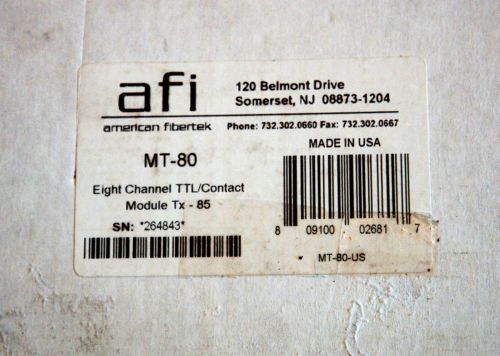 afi
american fibertek
120 Belmont Drive
Somerset, NJ 08873-1204
Phone: 732.302.0660 Fax: 732.302.0667
MT-80
Eight Channel TTL/Contact
Module Tx - 85
SN: *264843*
MADE IN USA
8 09100 02681 7
MT-80-US